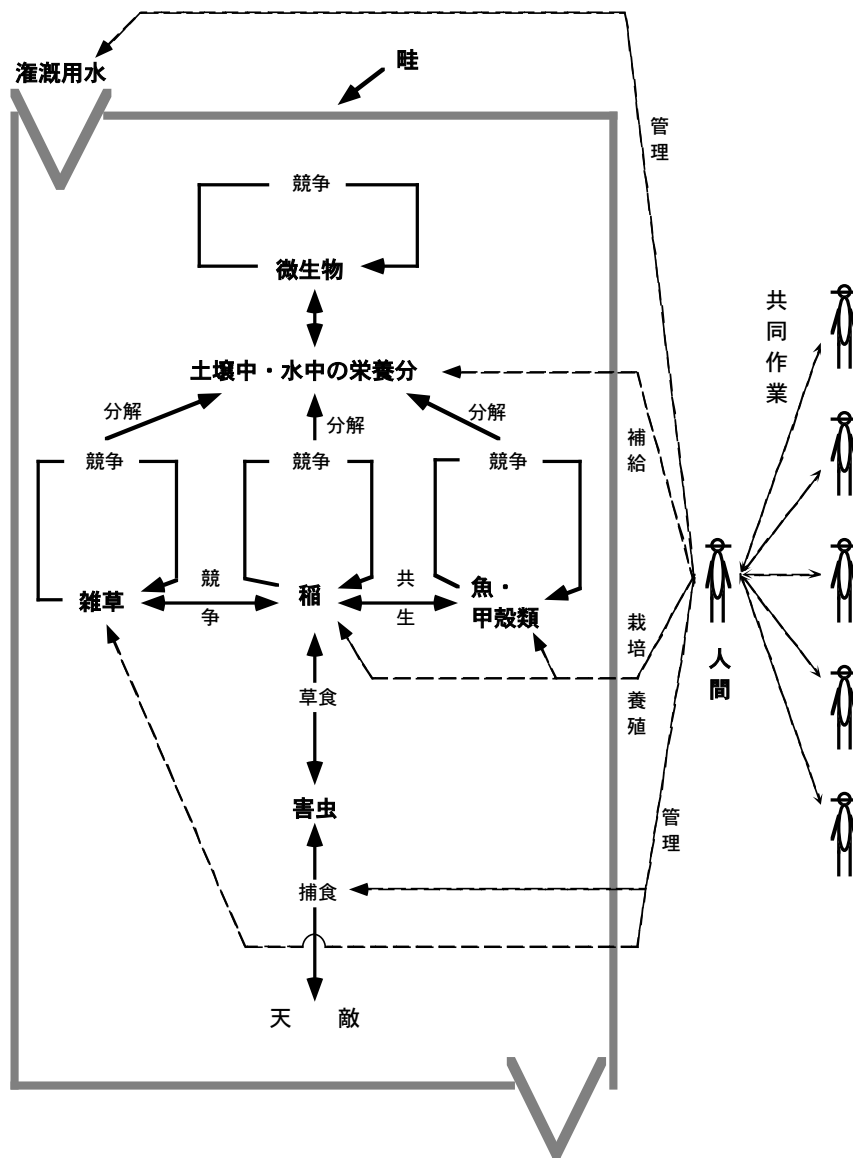 畦
灌漑用水
管理
競争
微生物
共同作業
土壌中・水中の栄養分
分解
分解
分解
補給
競争
競争
競争
競争
共生
魚・
甲殻類
雑草
稲
栽培
人間
養殖
草食
害虫
管理
捕食
天 敵